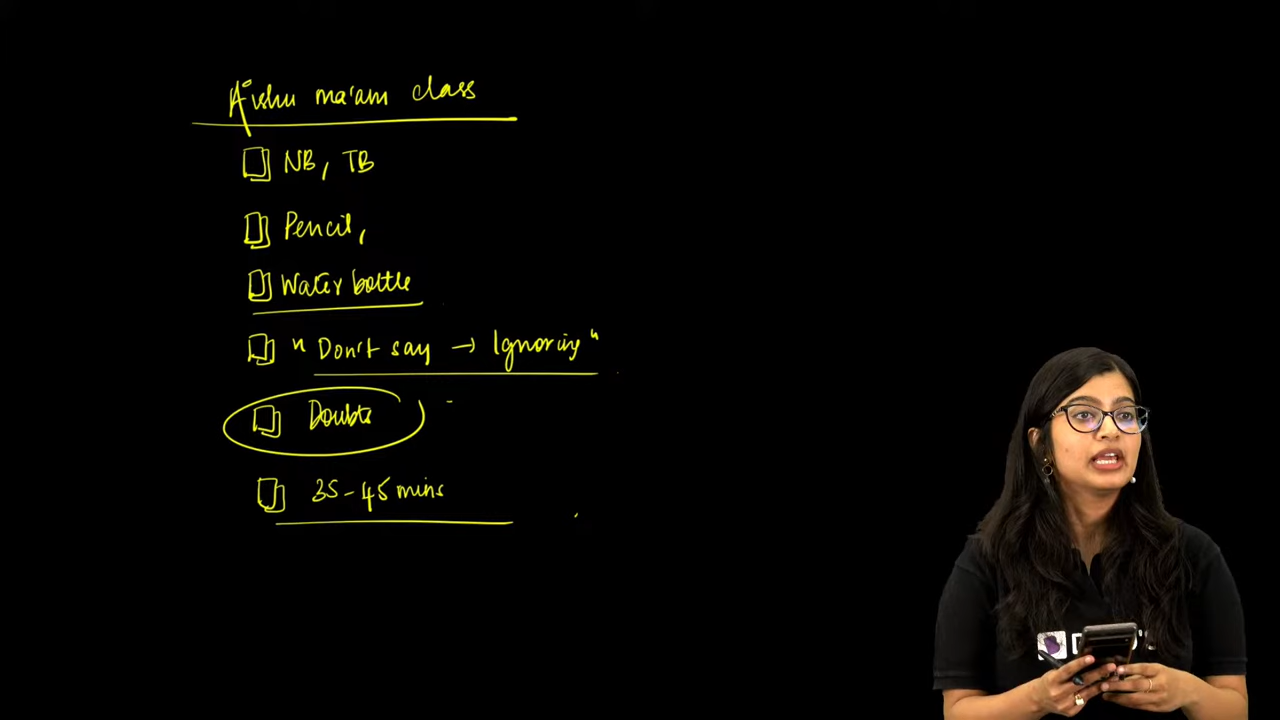 Aishu ma'am class
NB, TB
Pencil,
Water bottle
"Don't say → Ignoring"
Doubts
35-45 mins